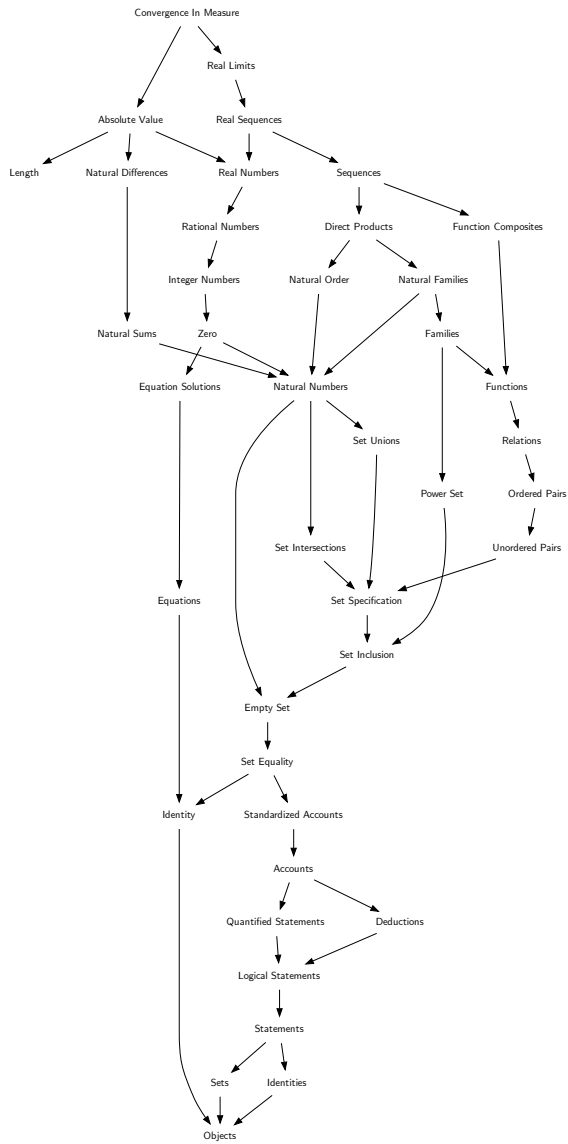 Convergence In Measure
Real Limits
Absolute Value
Real Sequences
Length
Natural Differences
Real Numbers
Sequences
Rational Numbers
Direct Products
Function Composites
Integer Numbers
Natural Order
Natural Families
Natural Sums
Zero
Families
Equation Solutions
Natural Numbers
Functions
Set Unions
Relations
Power Set
Ordered Pairs
Set Intersections
Unordered Pairs
Equations
Set Specification
Set Inclusion
Empty Set
Set Equality
Identity
Standardized Accounts
Accounts
Quantified Statements
Deductions
Logical Statements
Statements
Sets
Identities
Objects